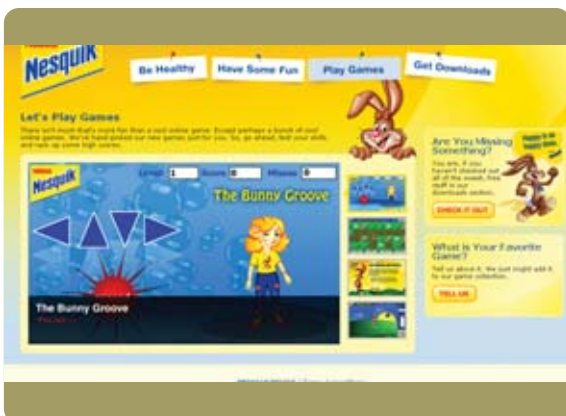 Nesquik
Be Healthy
Have Some Fun
Play Games
Get Downloads
Let's Play Games
There isn't much that's more fun than a cool online game. Except perhaps a bunch of cool
online games. We've hand picked our new games just for you. So, go ahead, test your skills,
and rack up some high scores.
Nesquik
Level 1 Score 0 Misses 0
The Bunny Groove
The Bunny Groove
Are You Missing
Something?
You are, if you
haven't checked out
all of the sweet, free
stuff in our
downloads section.
CHECK IT OUT
What is Your Favorite
Game?
Tell us about it. We just might add it
to our game collection.
TELL US